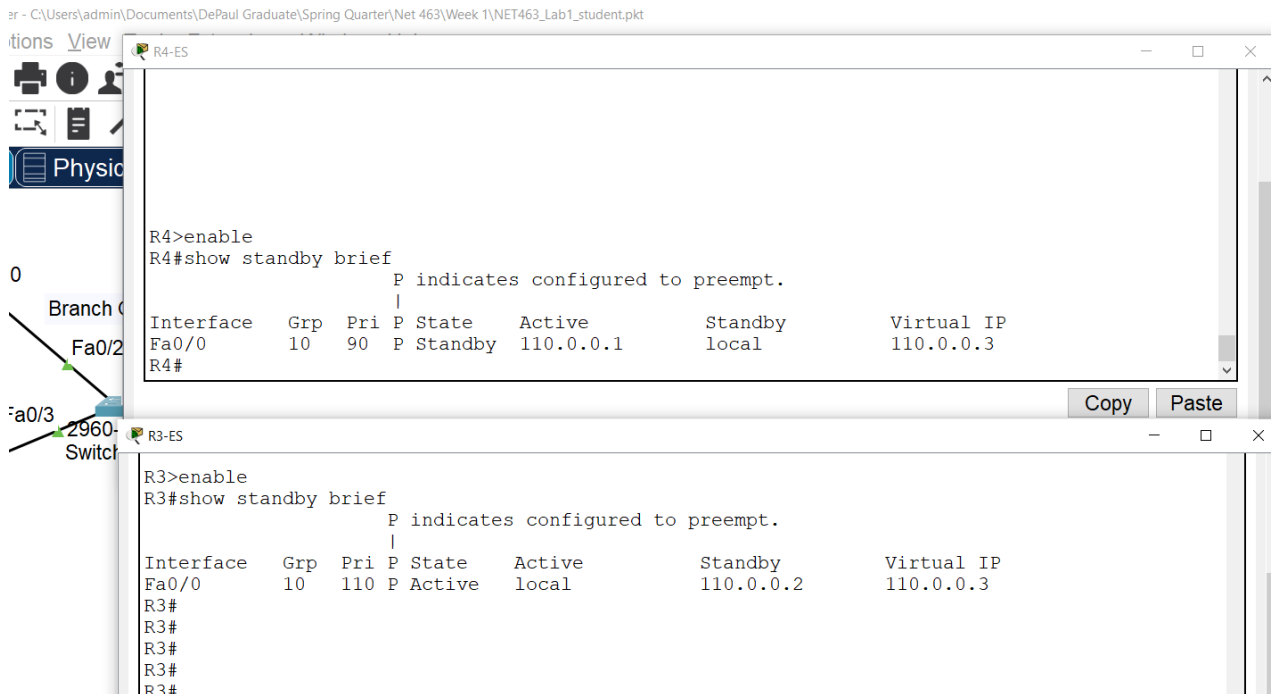 er - C:\Users\admin\Documents\DePaul Graduate\Spring Quarter\Net 463\Week 1\NET463_Lab1_student.pkt
tions View
R4-ES
Physic
0
Branch
Fa0/2
Fa0/3
2960-
Switch
R4>enable
R4#show standby brief
P indicates configured to preempt.
|
Interface Grp Pri P State Active Standby Virtual IP
Fa0/0 10 90 P Standby 110.0.0.1 local 110.0.0.3
R4#
Copy Paste
R3-ES
R3>enable
R3#show standby brief
P indicates configured to preempt.
|
Interface Grp Pri P State Active Standby Virtual IP
Fa0/0 10 110 P Active local 110.0.0.2 110.0.0.3
R3#
R3#
R3#
R3#
R3#